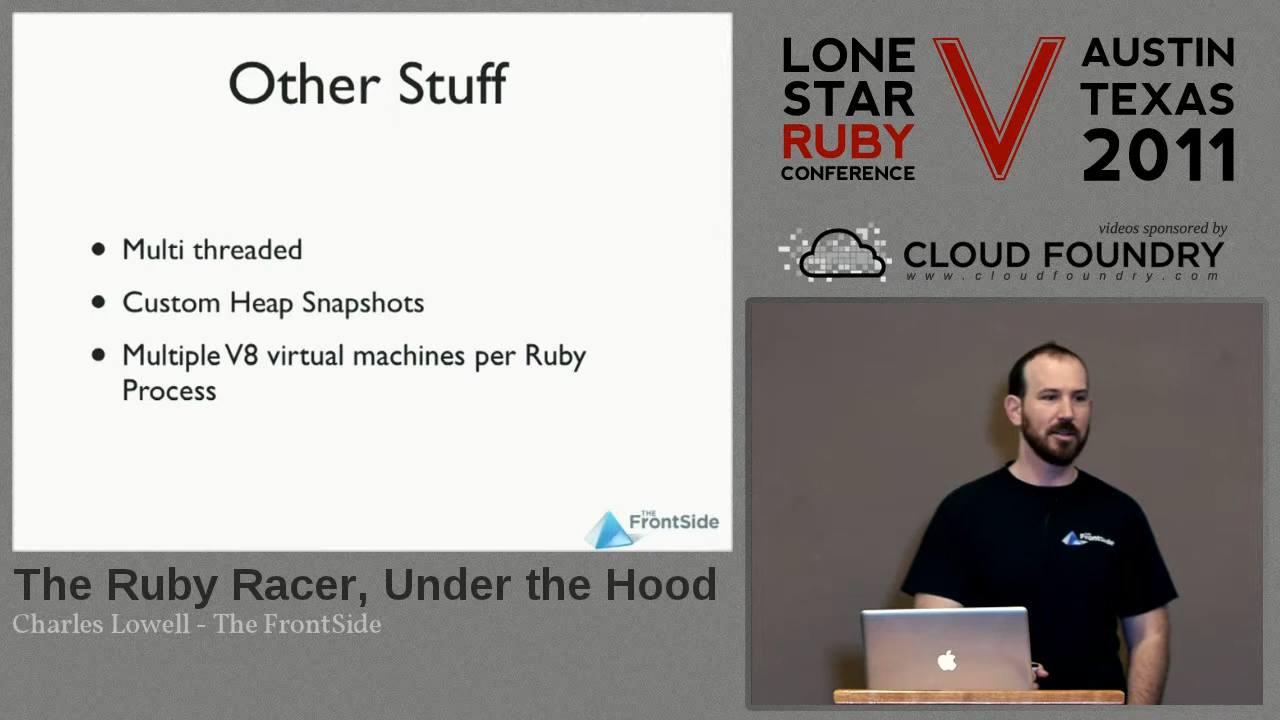 Other Stuff
• Multi threaded
• Custom Heap Snapshots
• Multiple V8 virtual machines per Ruby
Process
THE
FrontSide
The Ruby Racer, Under the Hood
Charles Lowell - The FrontSide
LONE
STAR
RUBY
CONFERENCE
V
AUSTIN
TEXAS
2011
videos sponsored by
CLOUD FOUNDRY
www.cloudfoundry.com
FrontSide